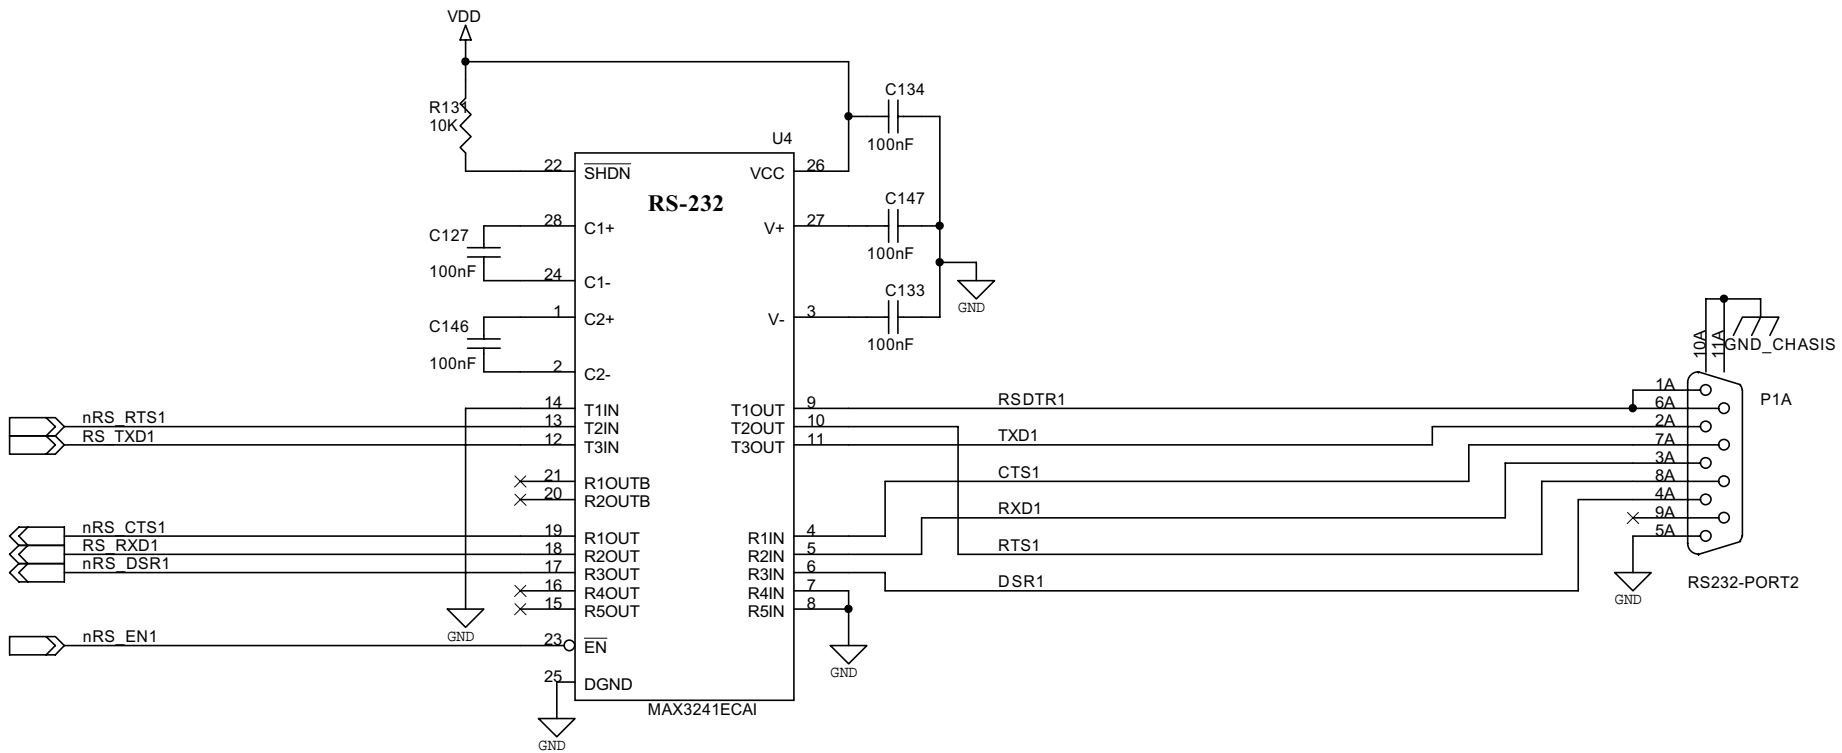 VDD
R131
10K
C134
100nF
U4
22
SHDN
VCC
26
RS-232
C147
100nF
28
C1+
V+
27
C127
100nF
24
C1-
C133
100nF
GND
1
C2+
V-
3
C146
100nF
2
C2-
10A
11A
GND_CHASIS
14
T1IN
T1OUT
9
RSDTR1
1A
6A
P1A
nRS_RTS1
13
T2IN
T2OUT
10
2A
RS_TXD1
12
T3IN
T3OUT
11
TXD1
7A
3A
21
R1OUTB
CTS1
8A
20
R2OUTB
4A
RXD1
9A
nRS_CTS1
19
R1OUT
R1IN
4
5A
RS_RXD1
18
R2OUT
R2IN
5
RTS1
nRS_DSR1
17
R3OUT
R3IN
6
DSR1
RS232-PORT2
16
R4OUT
R4IN
7
GND
15
R5OUT
R5IN
8
GND
nRS_EN1
23
EN
GND
25
DGND
MAX3241ECAI
GND